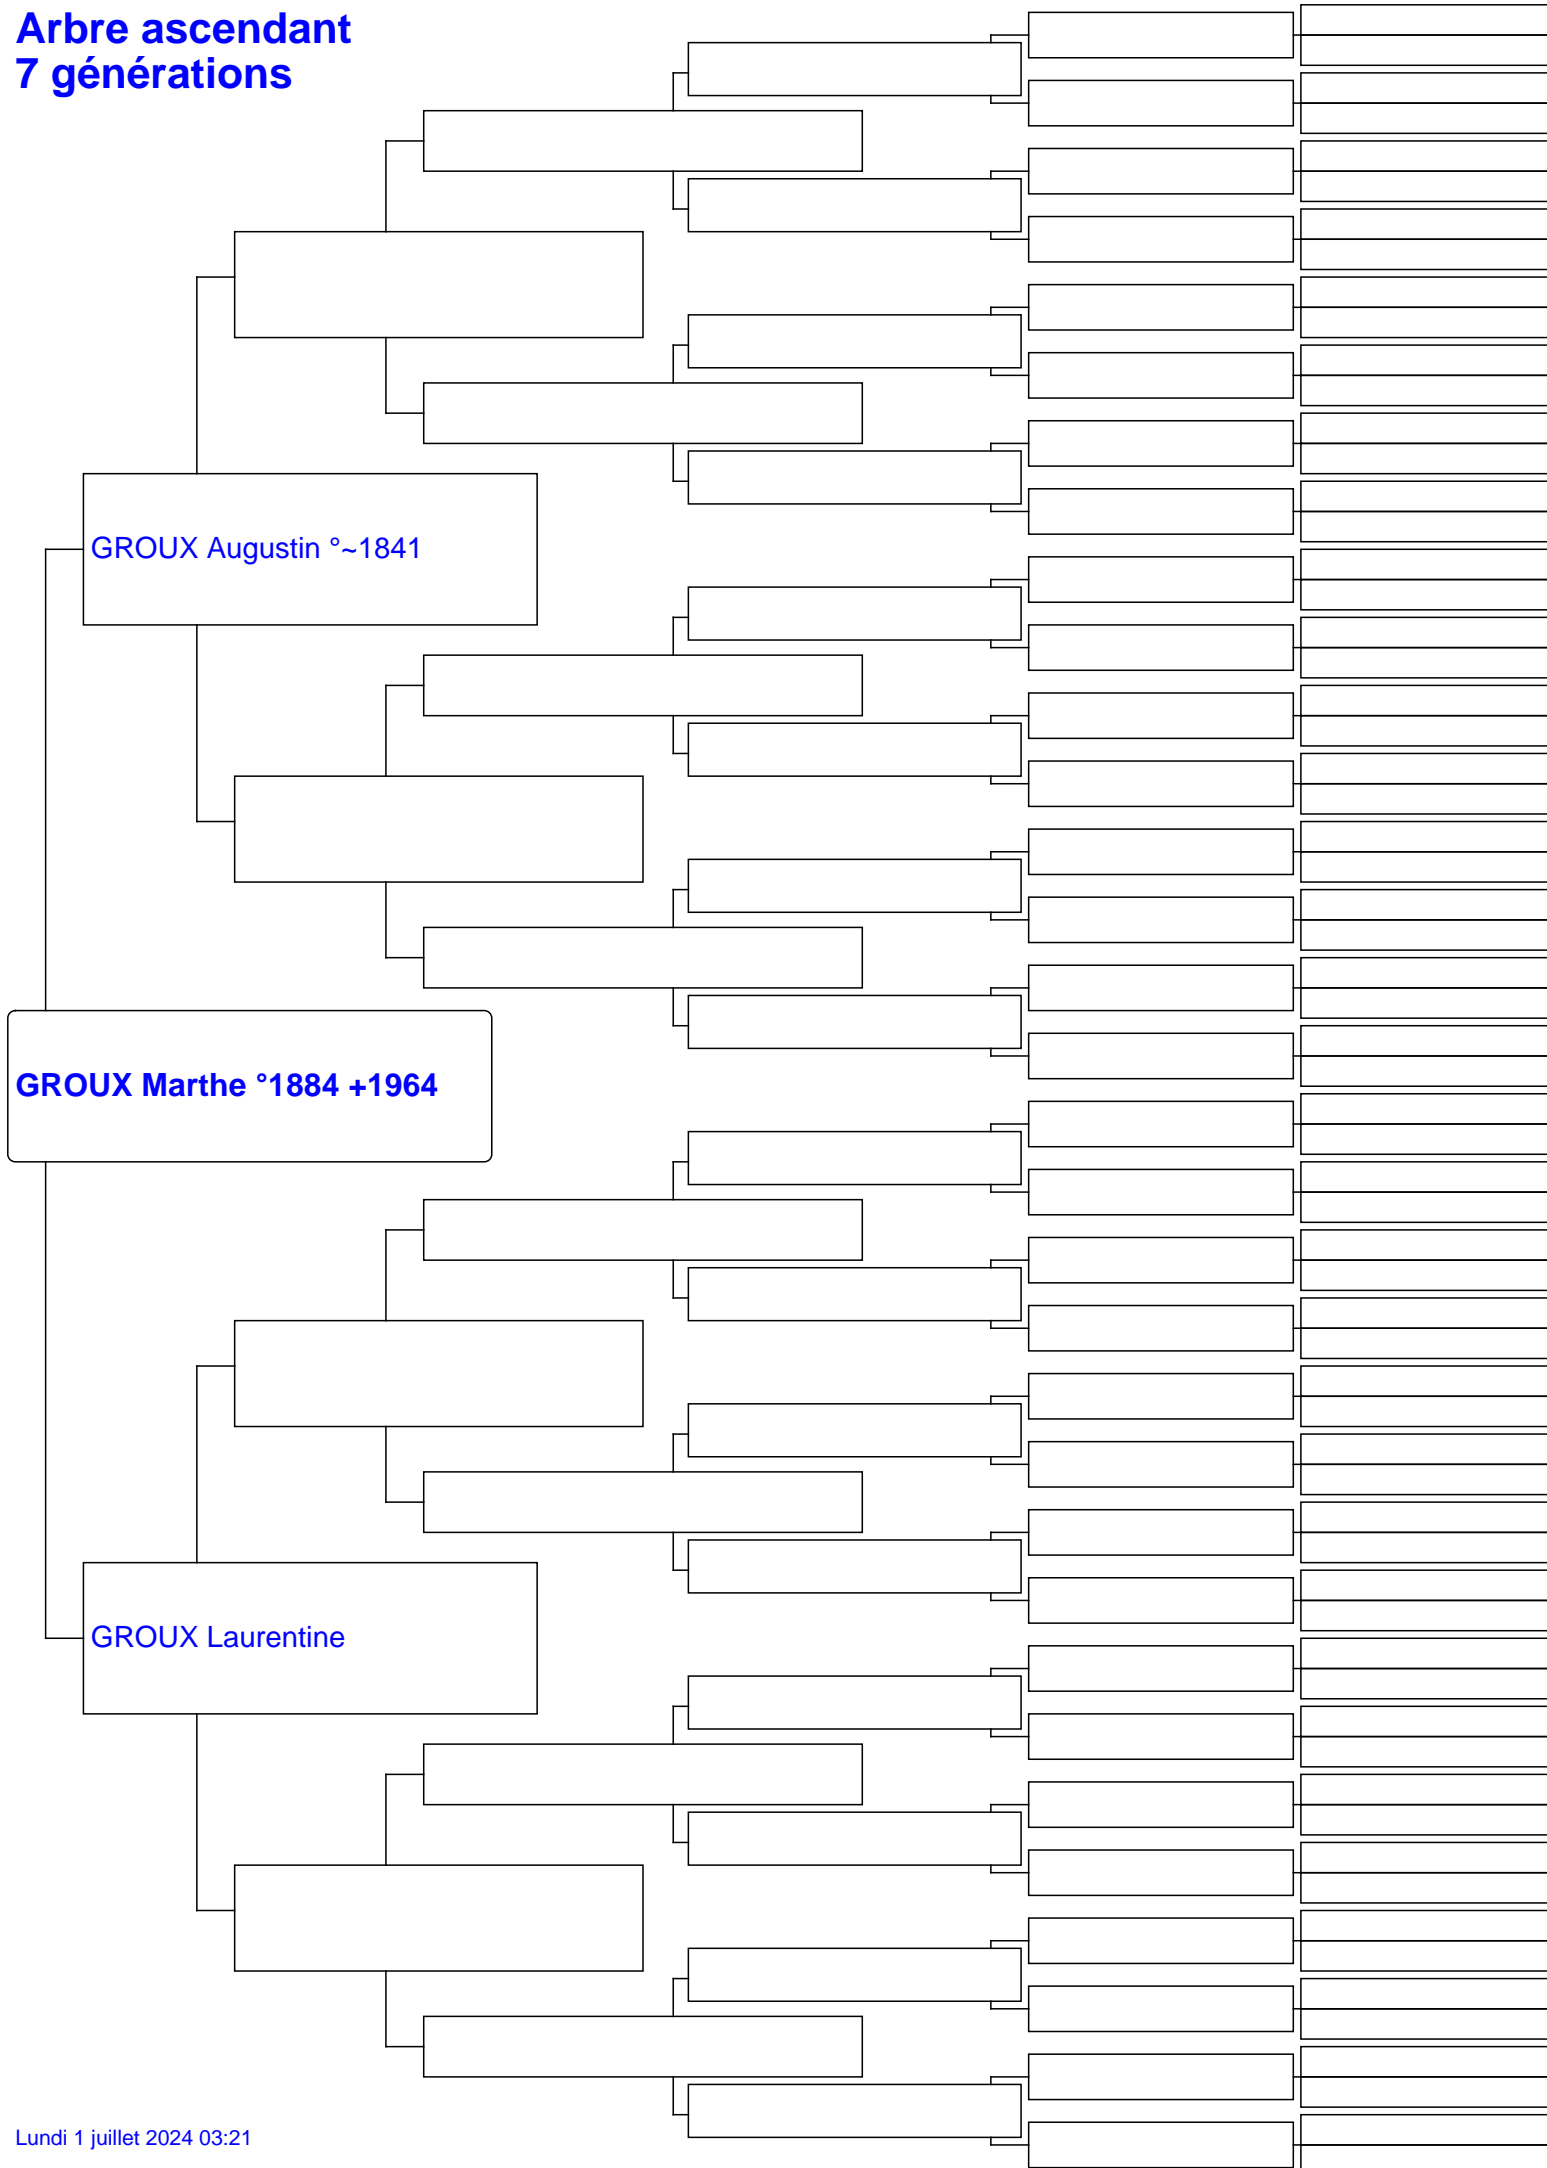 Arbre ascendant
7 générations
GROUX Augustin °~1841
GROUX Marthe °1884 +1964
GROUX Laurentine
Lundi 1 juillet 2024 03:21